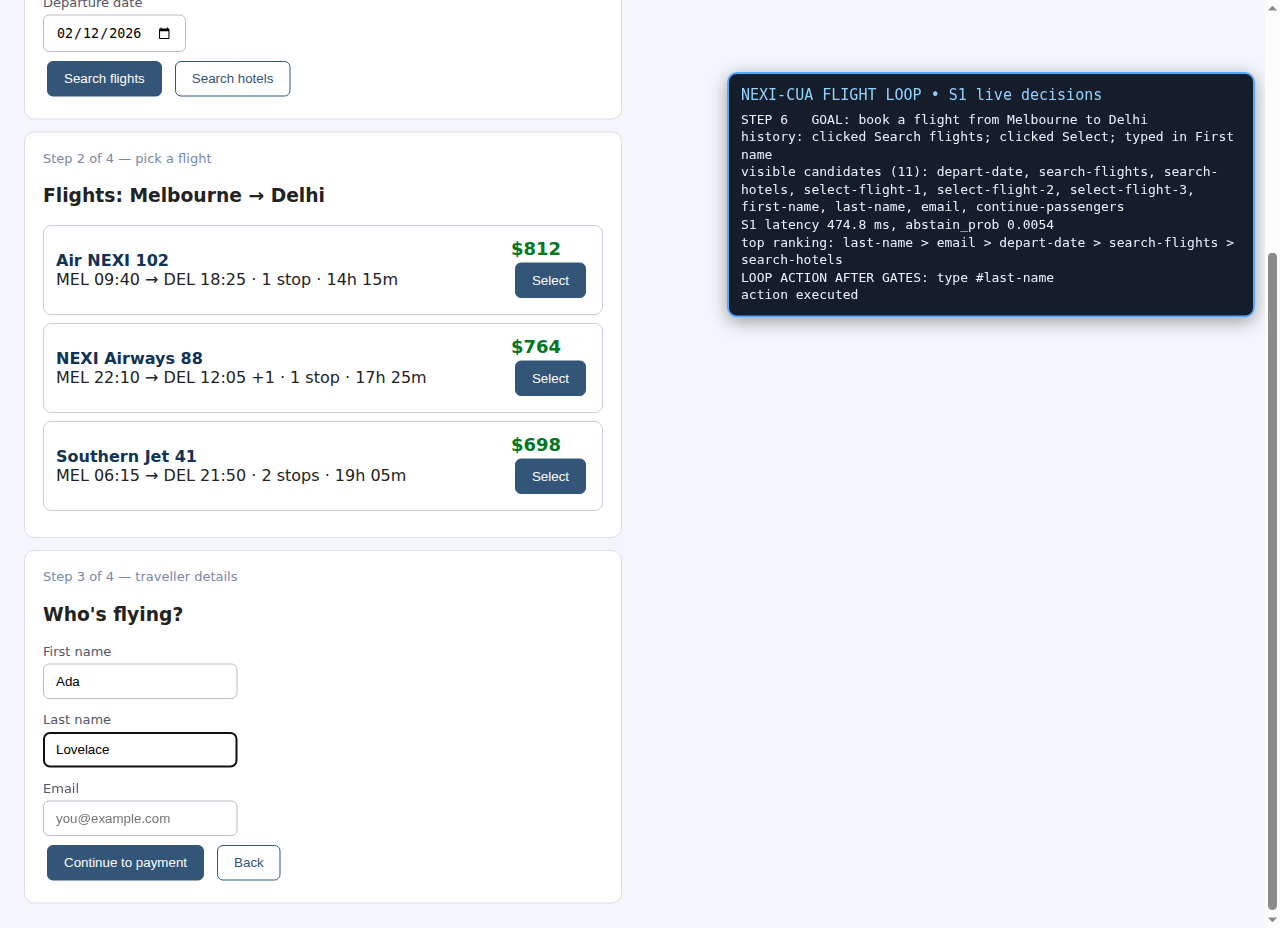 Departure date
02/12/2026
Search flights
Search hotels
Step 2 of 4 — pick a flight
Flights: Melbourne → Delhi
Air NEXI 102
MEL 09:40 → DEL 18:25 · 1 stop · 14h 15m
$812
Select
NEXI Airways 88
MEL 22:10 → DEL 12:05 +1 · 1 stop · 17h 25m
$764
Select
Southern Jet 41
MEL 06:15 → DEL 21:50 · 2 stops · 19h 05m
$698
Select
Step 3 of 4 — traveller details
Who's flying?
First name
Ada
Last name
Lovelace
Email
you@example.com
Continue to payment
Back
NEXI-CUA FLIGHT LOOP • S1 live decisions
STEP 6   GOAL: book a flight from Melbourne to Delhi
history: clicked Search flights; clicked Select; typed in First
name
visible candidates (11): depart-date, search-flights, search-
hotels, select-flight-1, select-flight-2, select-flight-3,
first-name, last-name, email, continue-passengers
S1 latency 474.8 ms, abstain_prob 0.0054
top ranking: last-name > email > depart-date > search-flights >
search-hotels
LOOP ACTION AFTER GATES: type #last-name
action executed